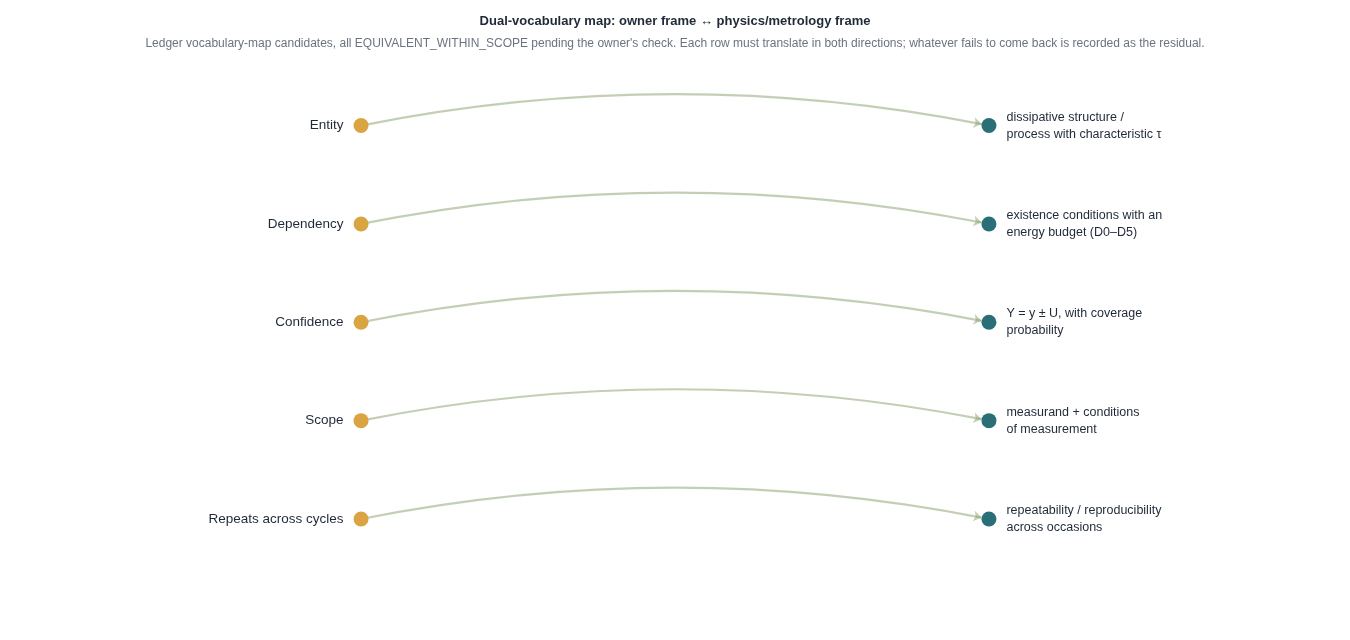 Dual-vocabulary map: owner frame ↔ physics/metrology frame
Ledger vocabulary-map candidates, all EQUIVALENT_WITHIN_SCOPE pending the owner's check. Each row must translate in both directions; whatever fails to come back is recorded as the residual.
Entity
dissipative structure /
process with characteristic τ
Dependency
existence conditions with an
energy budget (D0–D5)
Confidence
Y = y ± U, with coverage
probability
Scope
measurand + conditions
of measurement
Repeats across cycles
repeatability / reproducibility
across occasions